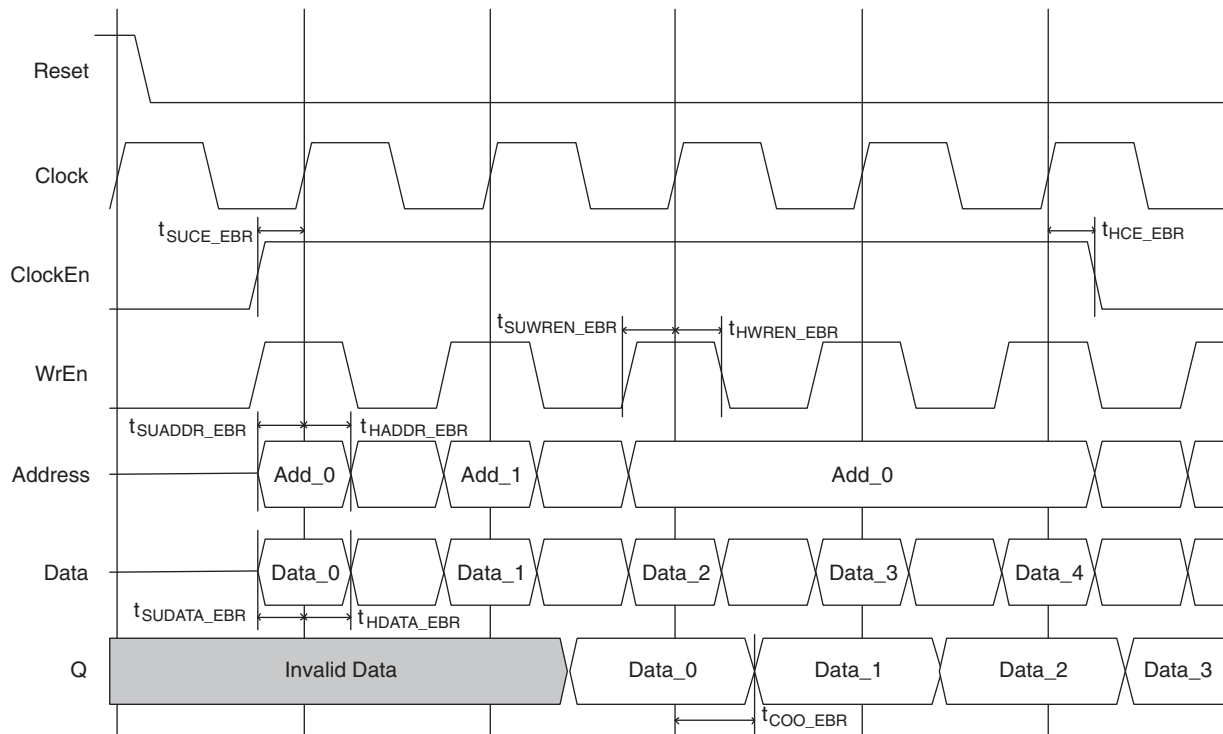 Reset
Clock
tSUCE_EBR
tHCE_EBR
ClockEn
tSUWREN_EBR
tHWREN_EBR
WrEn
tSUADDR_EBR
tHADDR_EBR
Address
Add_0
Add_1
Add_0
Data
Data_0
Data_1
Data_2
Data_3
Data_4
tSUDATA_EBR
tHDATA_EBR
Q
Invalid Data
Data_0
Data_1
Data_2
Data_3
tCOO_EBR